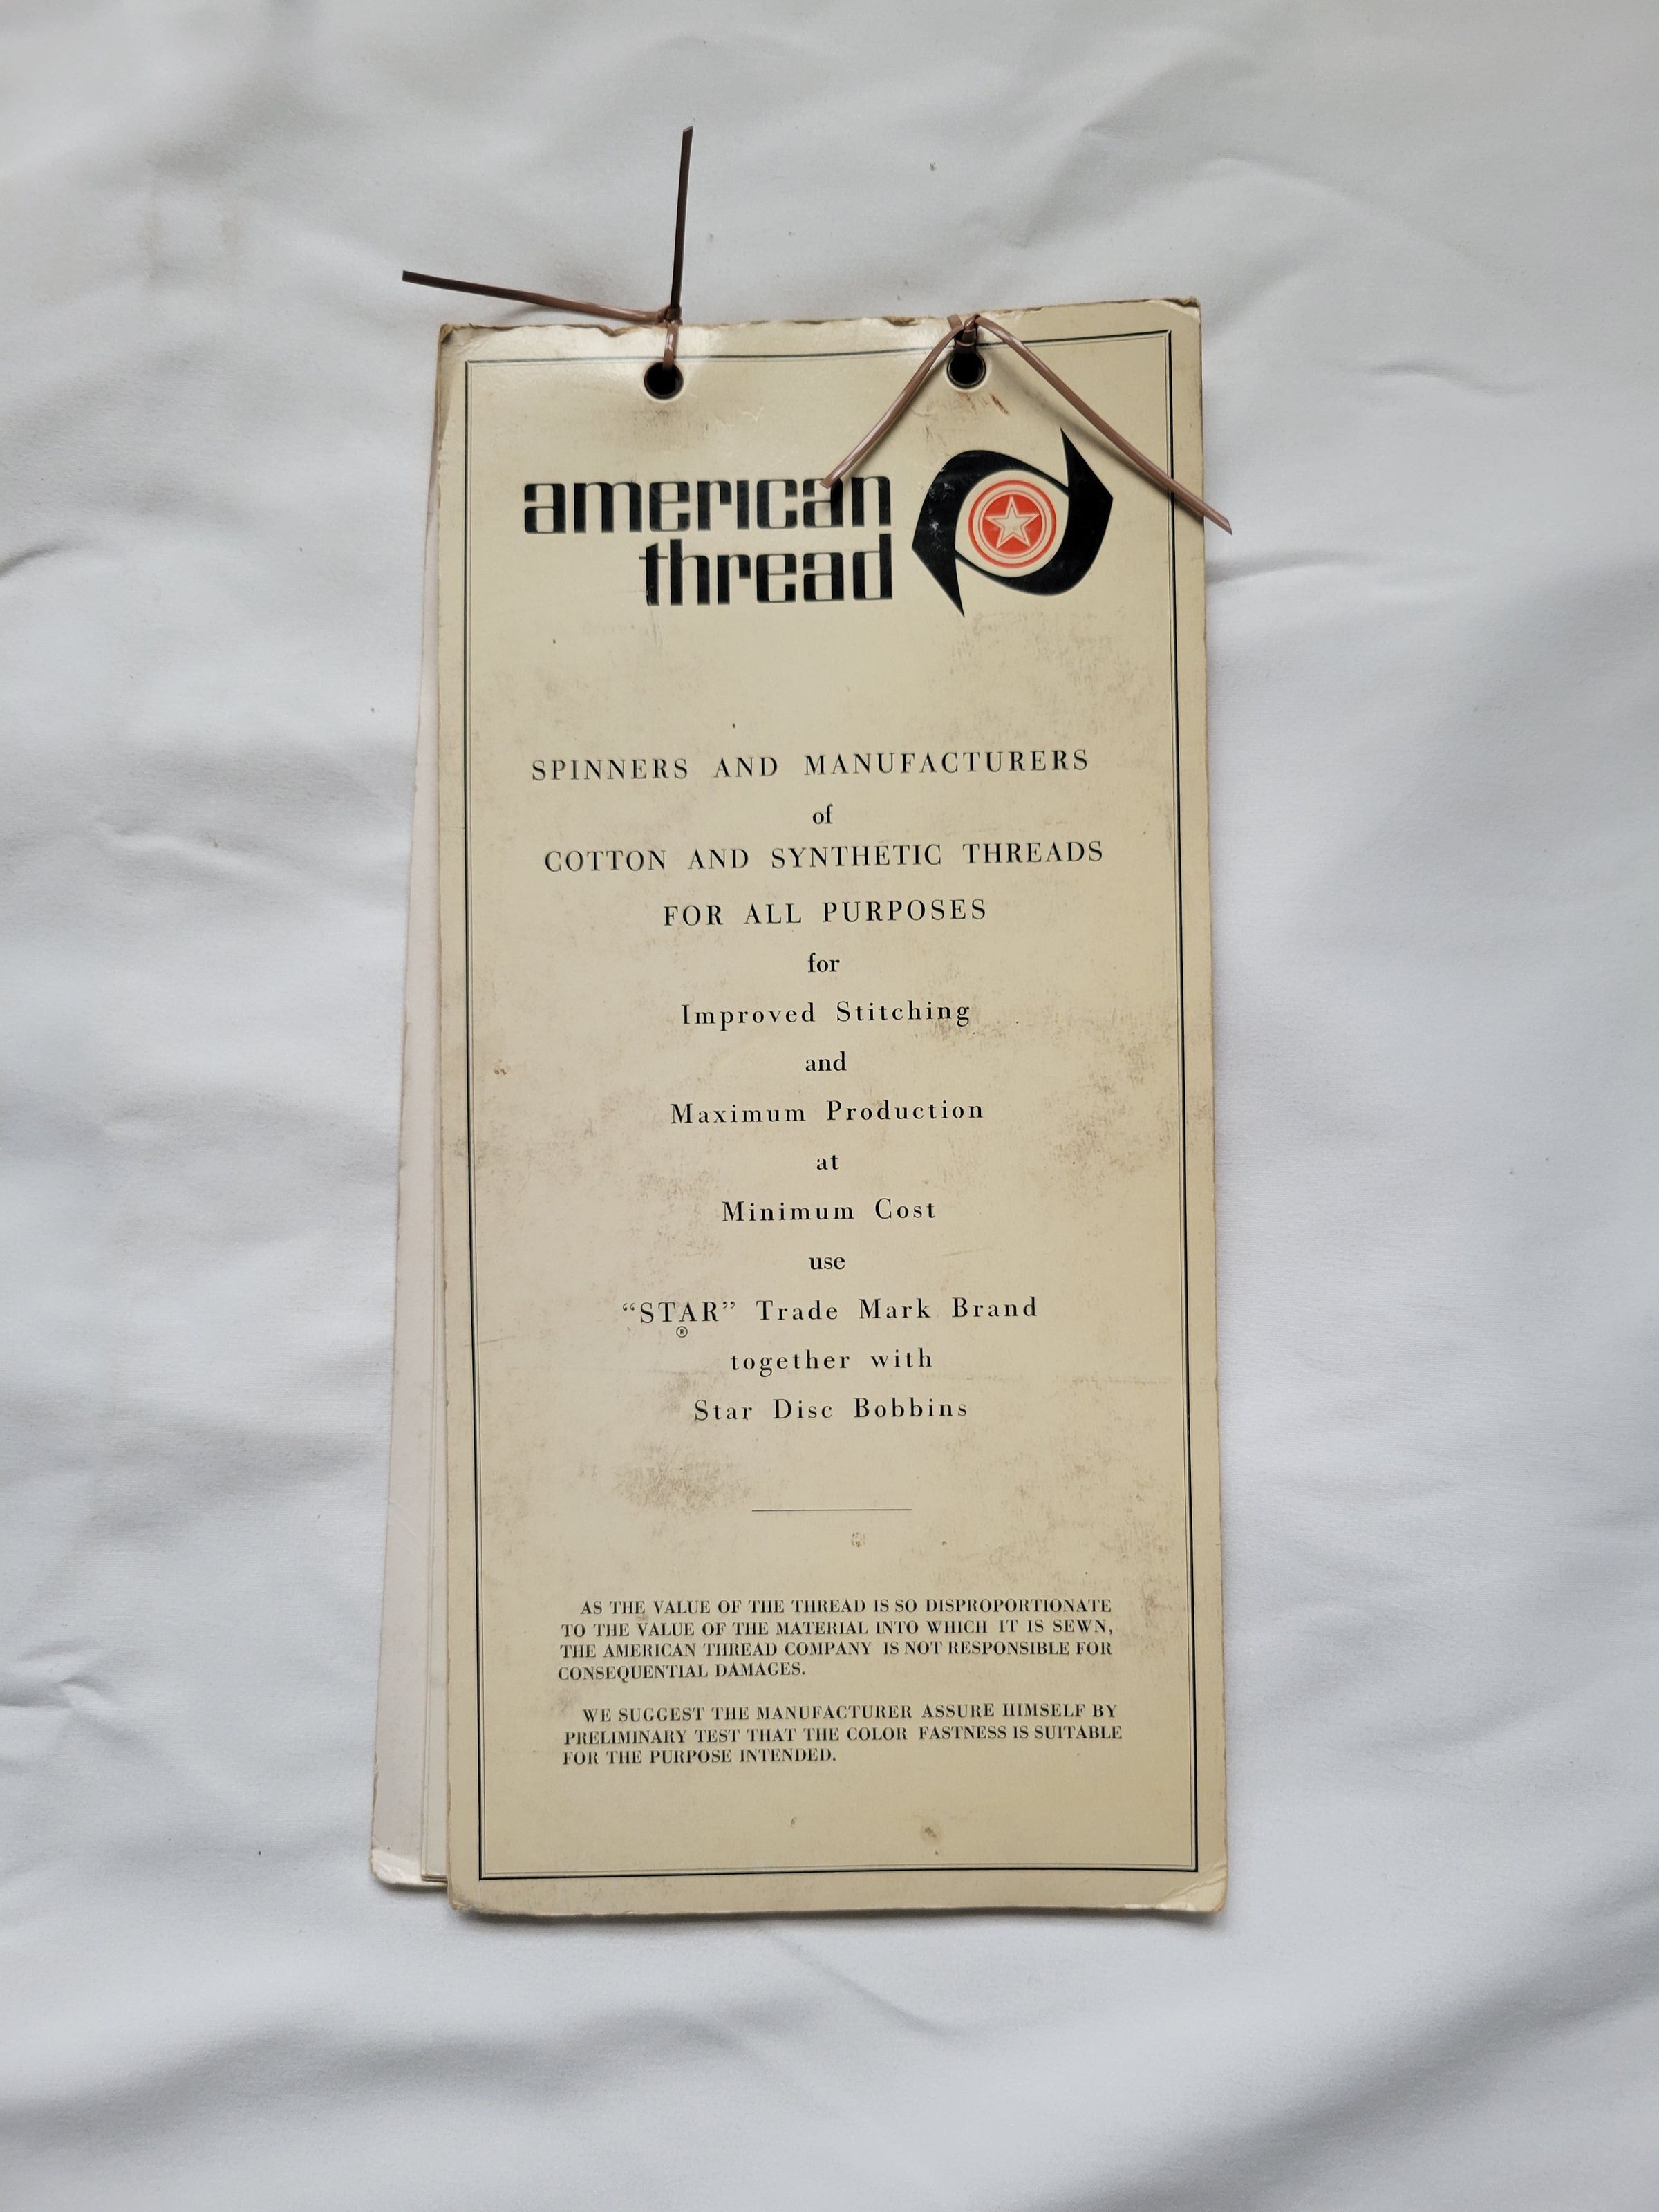 american
thread
SPINNERS AND MANUFACTURERS
of
COTTON AND SYNTHETIC THREADS
FOR ALL PURPOSES
for
Improved Stitching
and
Maximum Production
at
Minimum Cost
use
“STAR” Trade Mark Brand
®
together with
Star Disc Bobbins
AS THE VALUE OF THE THREAD IS SO DISPROPORTIONATE
TO THE VALUE OF THE MATERIAL INTO WHICH IT IS SEWN,
THE AMERICAN THREAD COMPANY IS NOT RESPONSIBLE FOR
CONSEQUENTIAL DAMAGES.
WE SUGGEST THE MANUFACTURER ASSURE HIMSELF BY
PRELIMINARY TEST THAT THE COLOR FASTNESS IS SUITABLE
FOR THE PURPOSE INTENDED.